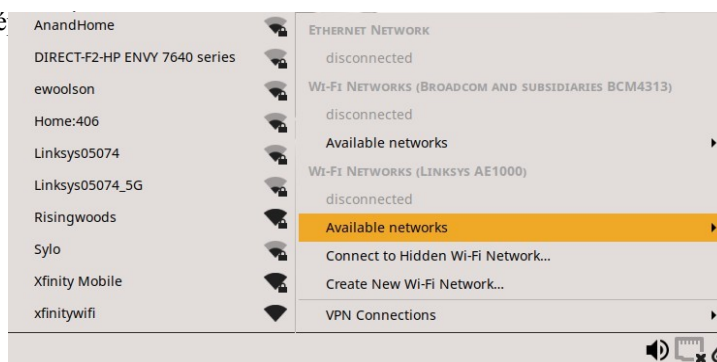 AnandHome
DIRECT-F2-HP ENVY 7640 series
ewoolson
Home:406
Linksys05074
Linksys05074_5G
Risingwoods
Sylo
Xfinity Mobile
xfinitywifi
Ethernet Network
disconnected
Wi-Fi Networks (Broadcom and subsidiaries BCM4313)
disconnected
Available networks
Wi-Fi Networks (Linksys AE1000)
disconnected
Available networks
Connect to Hidden Wi-Fi Network...
Create New Wi-Fi Network...
VPN Connections